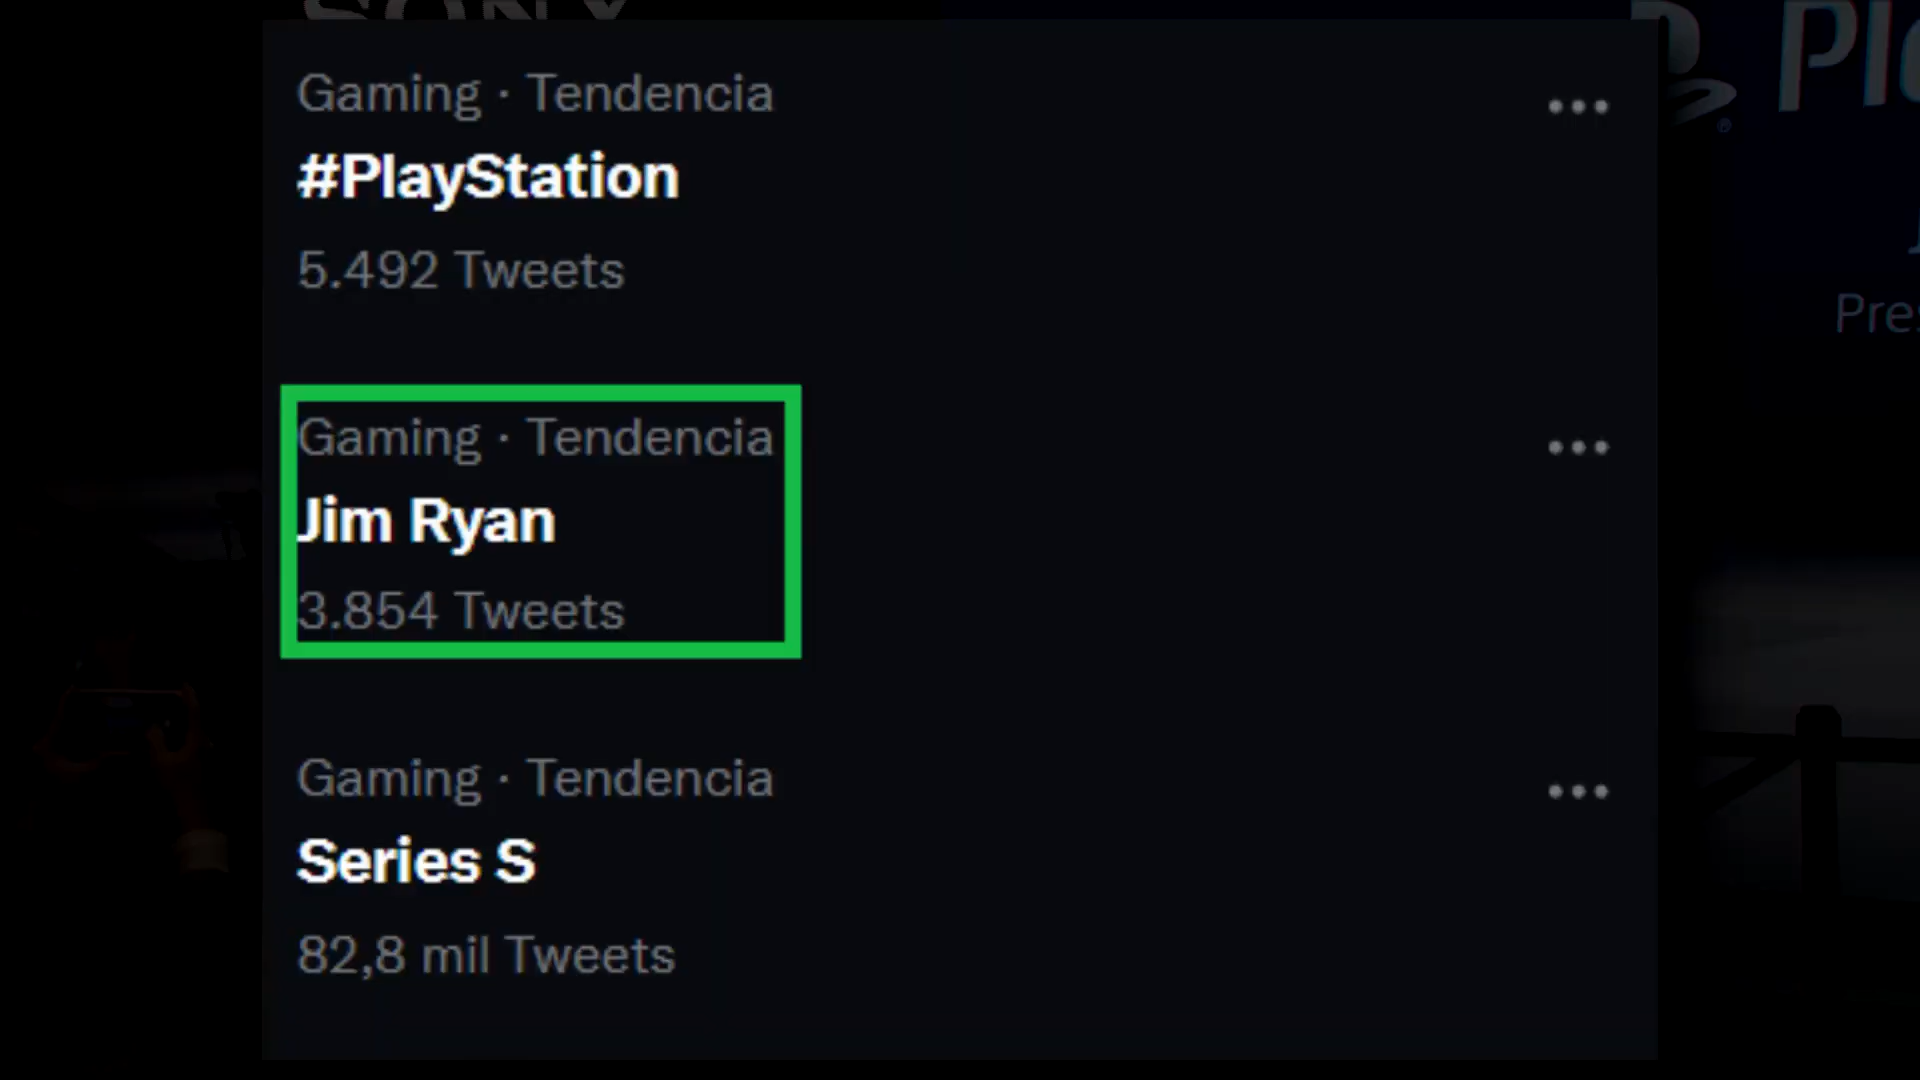 SONY
Gaming · Tendencia
#PlayStation
5.492 Tweets
Gaming · Tendencia
Jim Ryan
3.854 Tweets
Gaming · Tendencia
Series S
82,8 mil Tweets